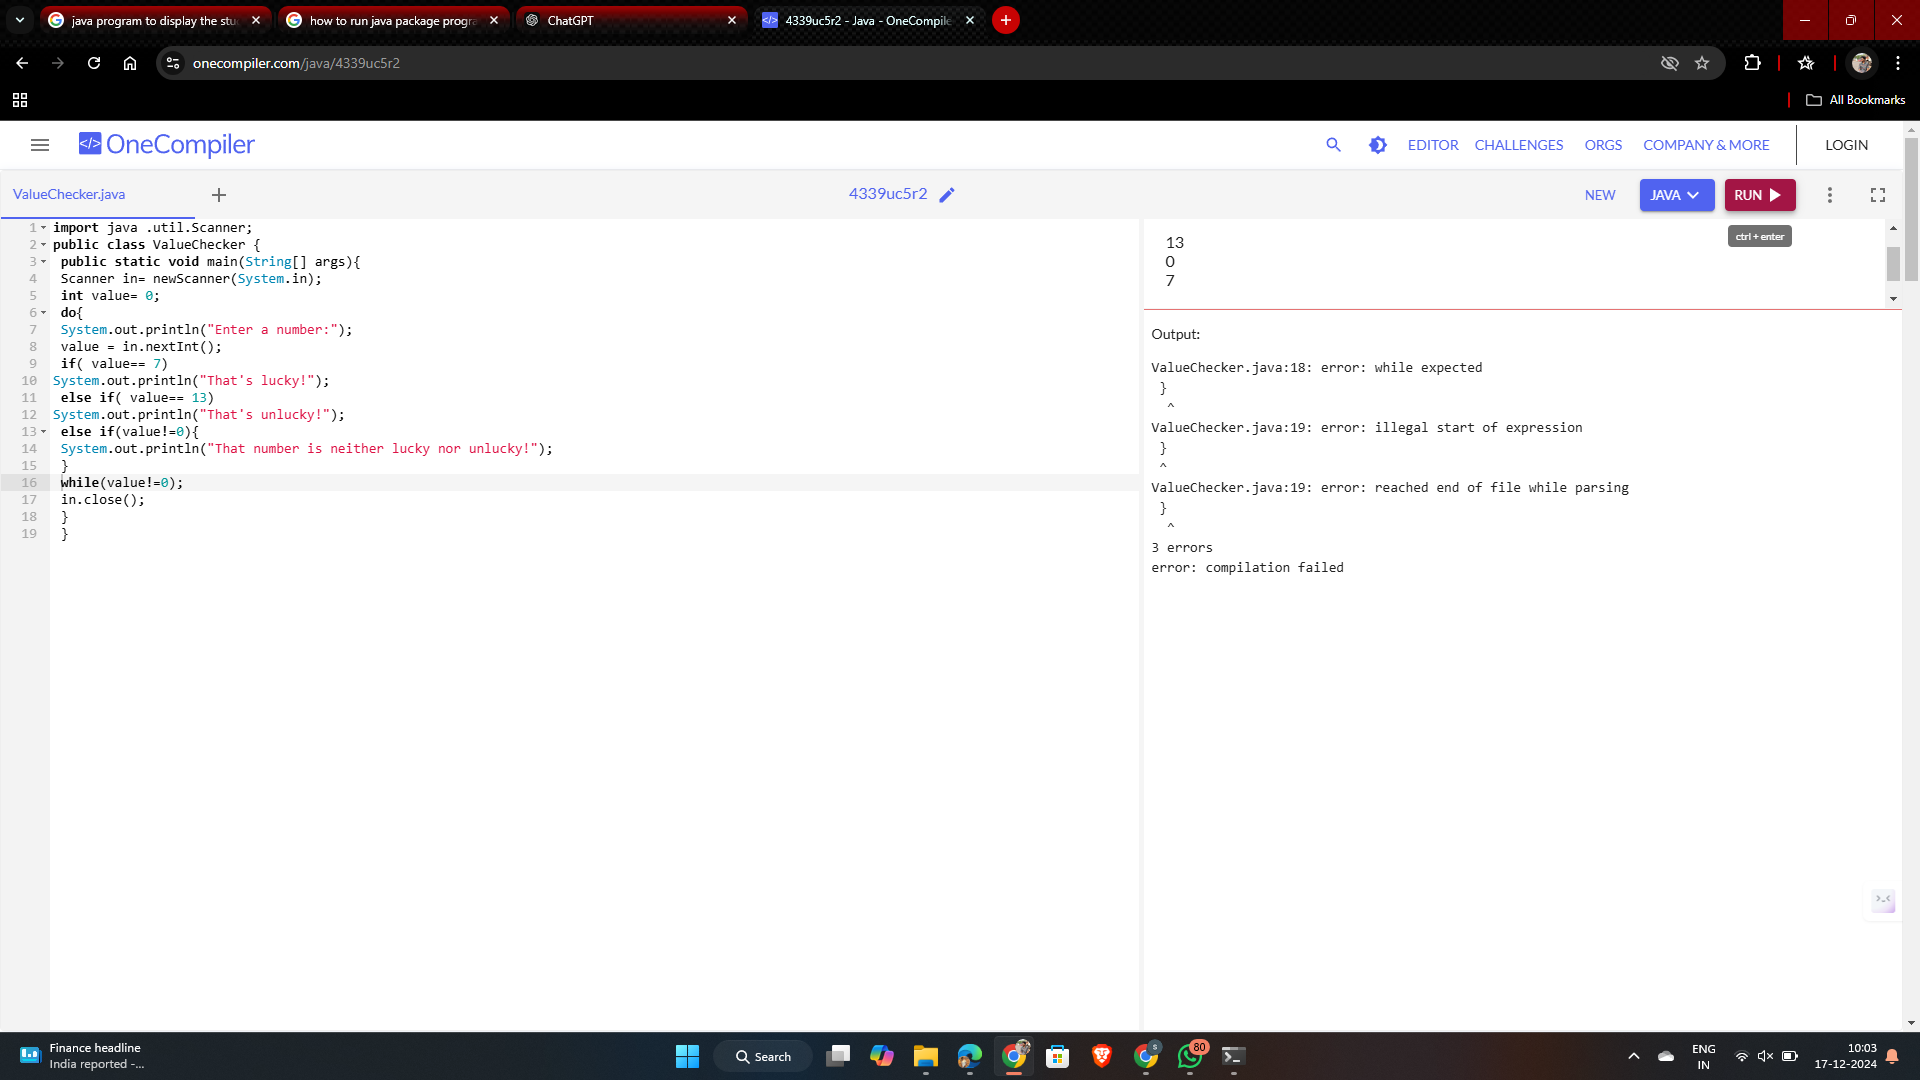 java program to display the stu
how to run java package progra
ChatGPT
4339uc5r2 - Java - OneCompile
onecompiler.com/java/4339uc5r2
All Bookmarks
</> OneCompiler
EDITOR CHALLENGES ORGS COMPANY & MORE LOGIN
ValueChecker.java
4339uc5r2
NEW JAVA RUN
ctrl + enter
1 import java .util.Scanner;
2 public class ValueChecker {
3 public static void main(String[] args){
4 Scanner in= newScanner(System.in);
5 int value= 0;
6 do{
7 System.out.println("Enter a number:");
8 value = in.nextInt();
9 if( value== 7)
10 System.out.println("That's lucky!");
11 else if( value== 13)
12 System.out.println("That's unlucky!");
13 else if(value!=0){
14 System.out.println("That number is neither lucky nor unlucky!");
15 }
16 while(value!=0);
17 in.close();
18 }
19 }
13
0
7
Output:
ValueChecker.java:18: error: while expected
}
^
ValueChecker.java:19: error: illegal start of expression
}
^
ValueChecker.java:19: error: reached end of file while parsing
}
^
3 errors
error: compilation failed
Finance headline
India reported -...
Search
S
80
ENG
IN
10:03
17-12-2024